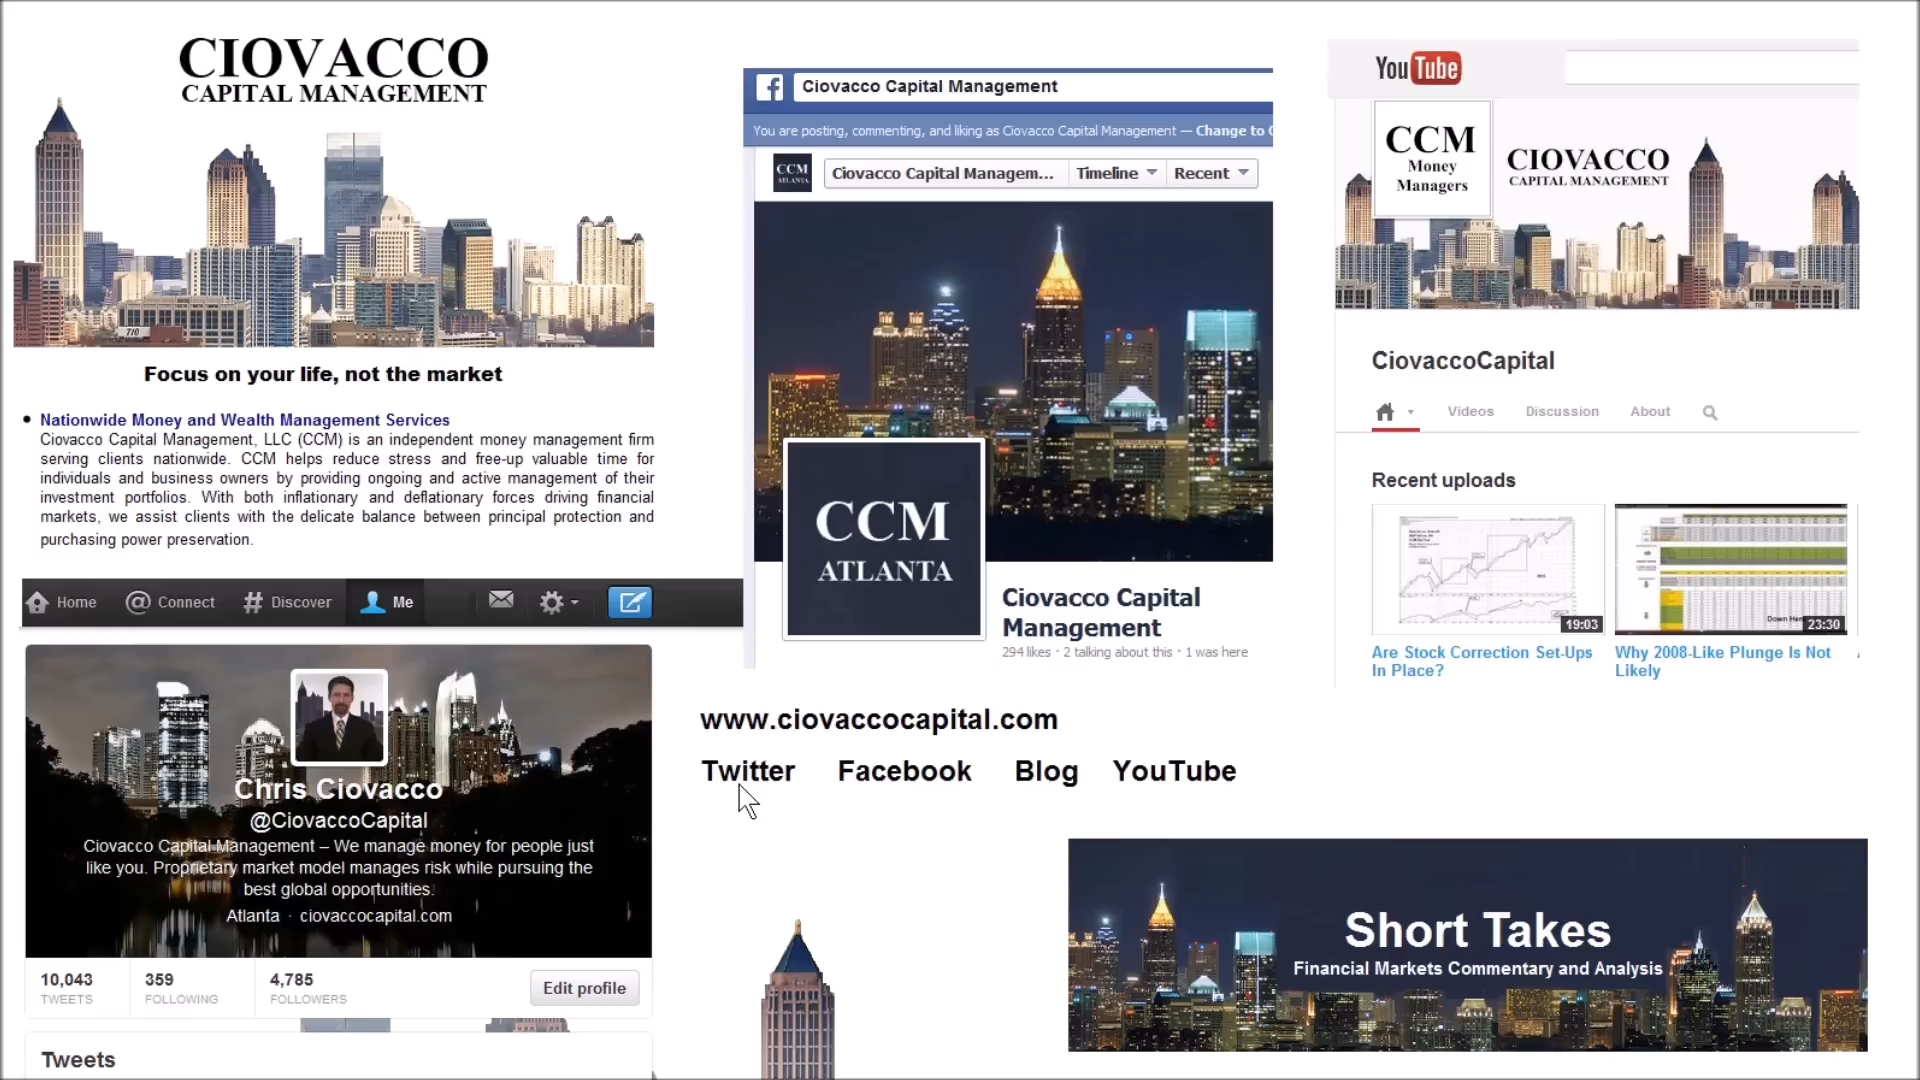 CIOVACCO
CAPITAL MANAGEMENT
710
Focus on your life, not the market
Nationwide Money and Wealth Management Services
Ciovacco Capital Management, LLC (CCM) is an independent money management firm
serving clients nationwide. CCM helps reduce stress and free-up valuable time for
individuals and business owners by providing ongoing and active management of their
investment portfolios. With both inflationary and deflationary forces driving financial
markets, we assist clients with the delicate balance between principal protection and
purchasing power preservation.
Home @ Connect # Discover Me
Chris Ciovacco
@CiovaccoCapital
Ciovacco Capital Management – We manage money for people just
like you. Proprietary market model manages risk while pursuing the
best global opportunities.
Atlanta · ciovaccocapital.com
10,043 359 4,785
TWEETS FOLLOWING FOLLOWERS
Edit profile
Tweets
f Ciovacco Capital Management
You are posting, commenting, and liking as Ciovacco Capital Management — Change to
CCM
ATLANTA
Ciovacco Capital Managem... Timeline Recent
CCM
ATLANTA
Ciovacco Capital
Management
294 likes · 2 talking about this · 1 was here
YouTube
CCM
Money
Managers
CIOVACCO
CAPITAL MANAGEMENT
CiovaccoCapital
Videos Discussion About
Recent uploads
19:03
23:30
Are Stock Correction Set-Ups
In Place?
Why 2008-Like Plunge Is Not
Likely
www.ciovaccocapital.com
Twitter Facebook Blog YouTube
Short Takes
Financial Markets Commentary and Analysis